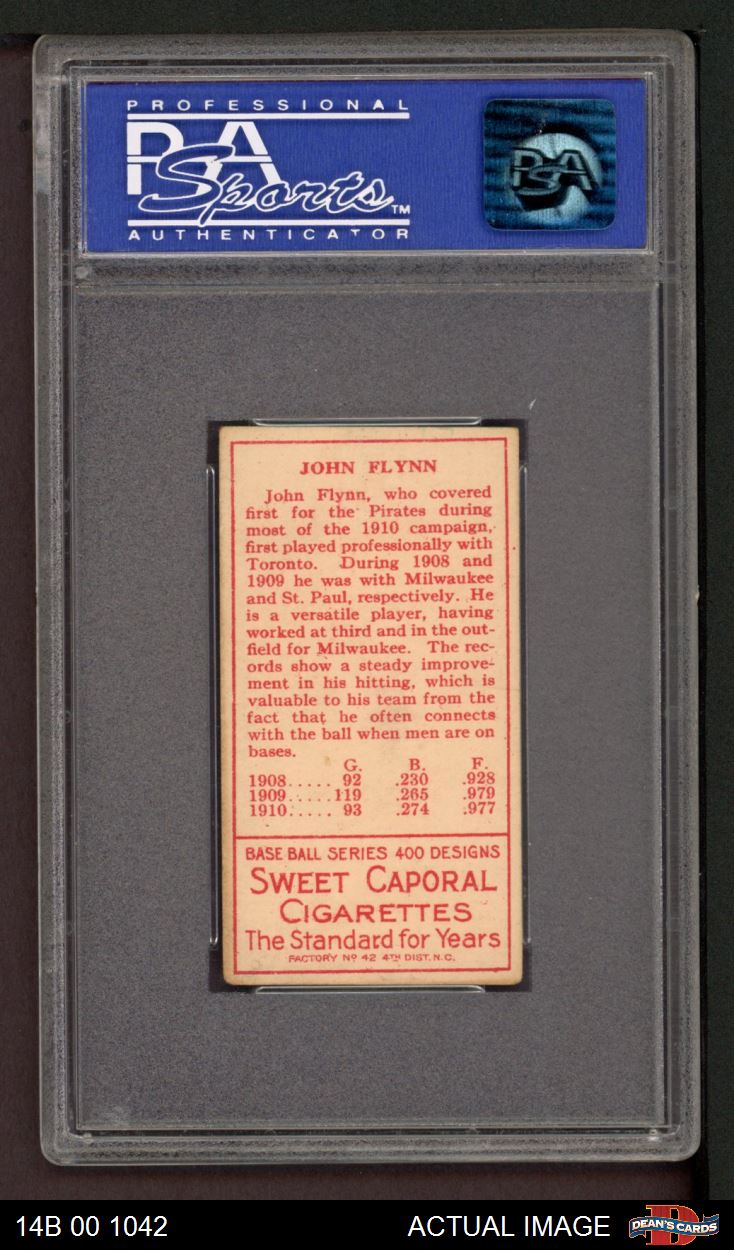 PROFESSIONAL
PSA
Sports™
AUTHENTICATOR
PSA
JOHN FLYNN
John Flynn, who covered
first for the Pirates during
most of the 1910 campaign,
first played professionally with
Toronto. During 1908 and
1909 he was with Milwaukee
and St. Paul, respectively. He
is a versatile player, having
worked at third and in the out-
field for Milwaukee. The rec-
ords show a steady improve-
ment in his hitting, which is
valuable to his team from the
fact that he often connects
with the ball when men are on
bases.
G. B. F.
1908..... 92 .230 .928
1909......119 .265 .979
1910..... 93 .274 .977
BASE BALL SERIES 400 DESIGNS
SWEET CAPORAL
CIGARETTES
The Standard for Years
FACTORY Nº 42 4TH DIST. N.C.
14B 00 1042 ACTUAL IMAGE DEAN'S CARDS